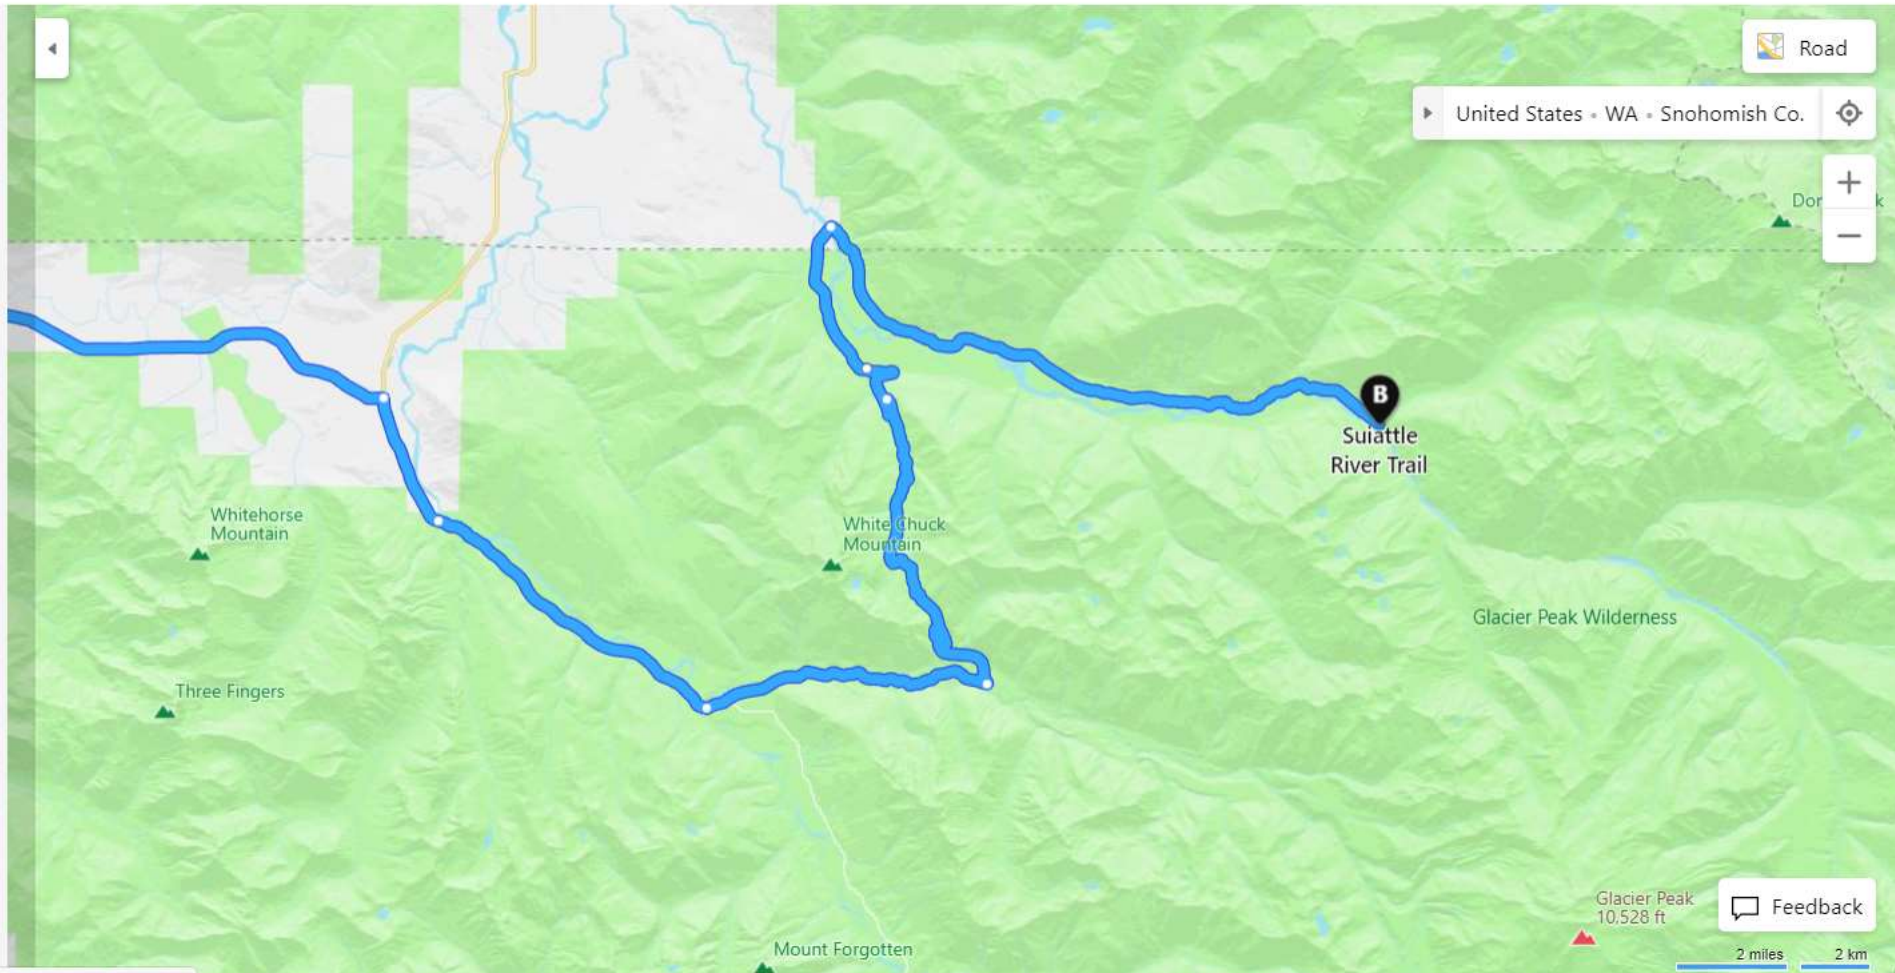 Road
United States • WA • Snohomish Co.
B
Suiattle
River Trail
Whitehorse
Mountain
White Chuck
Mountain
Glacier Peak Wilderness
Three Fingers
Glacier Peak
10,528 ft
Feedback
Mount Forgotten
2 miles
2 km